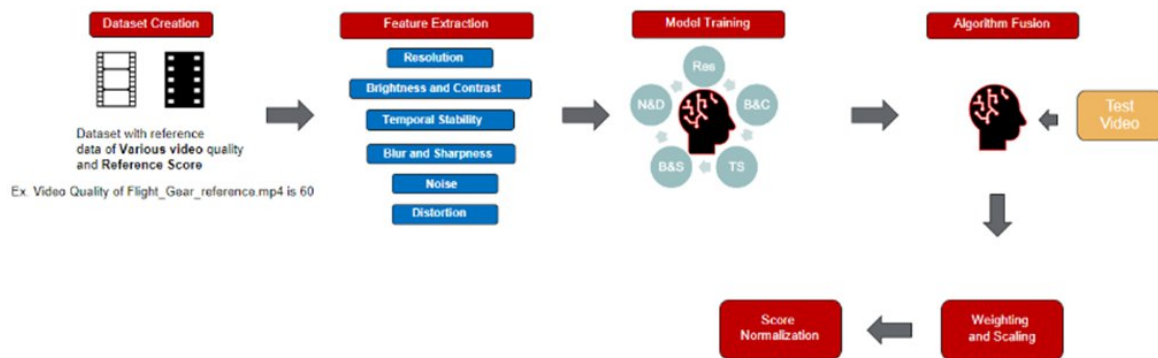 Dataset Creation
Dataset with reference
data of Various video quality
and Reference Score
Ex. Video Quality of Flight_Gear_reference.mp4 is 60
Feature Extraction
Resolution
Brightness and Contrast
Temporal Stability
Blur and Sharpness
Noise
Distortion
Model Training
Res
N&D
B&C
B&S
TS
Algorithm Fusion
Test
Video
Weighting
and Scaling
Score
Normalization